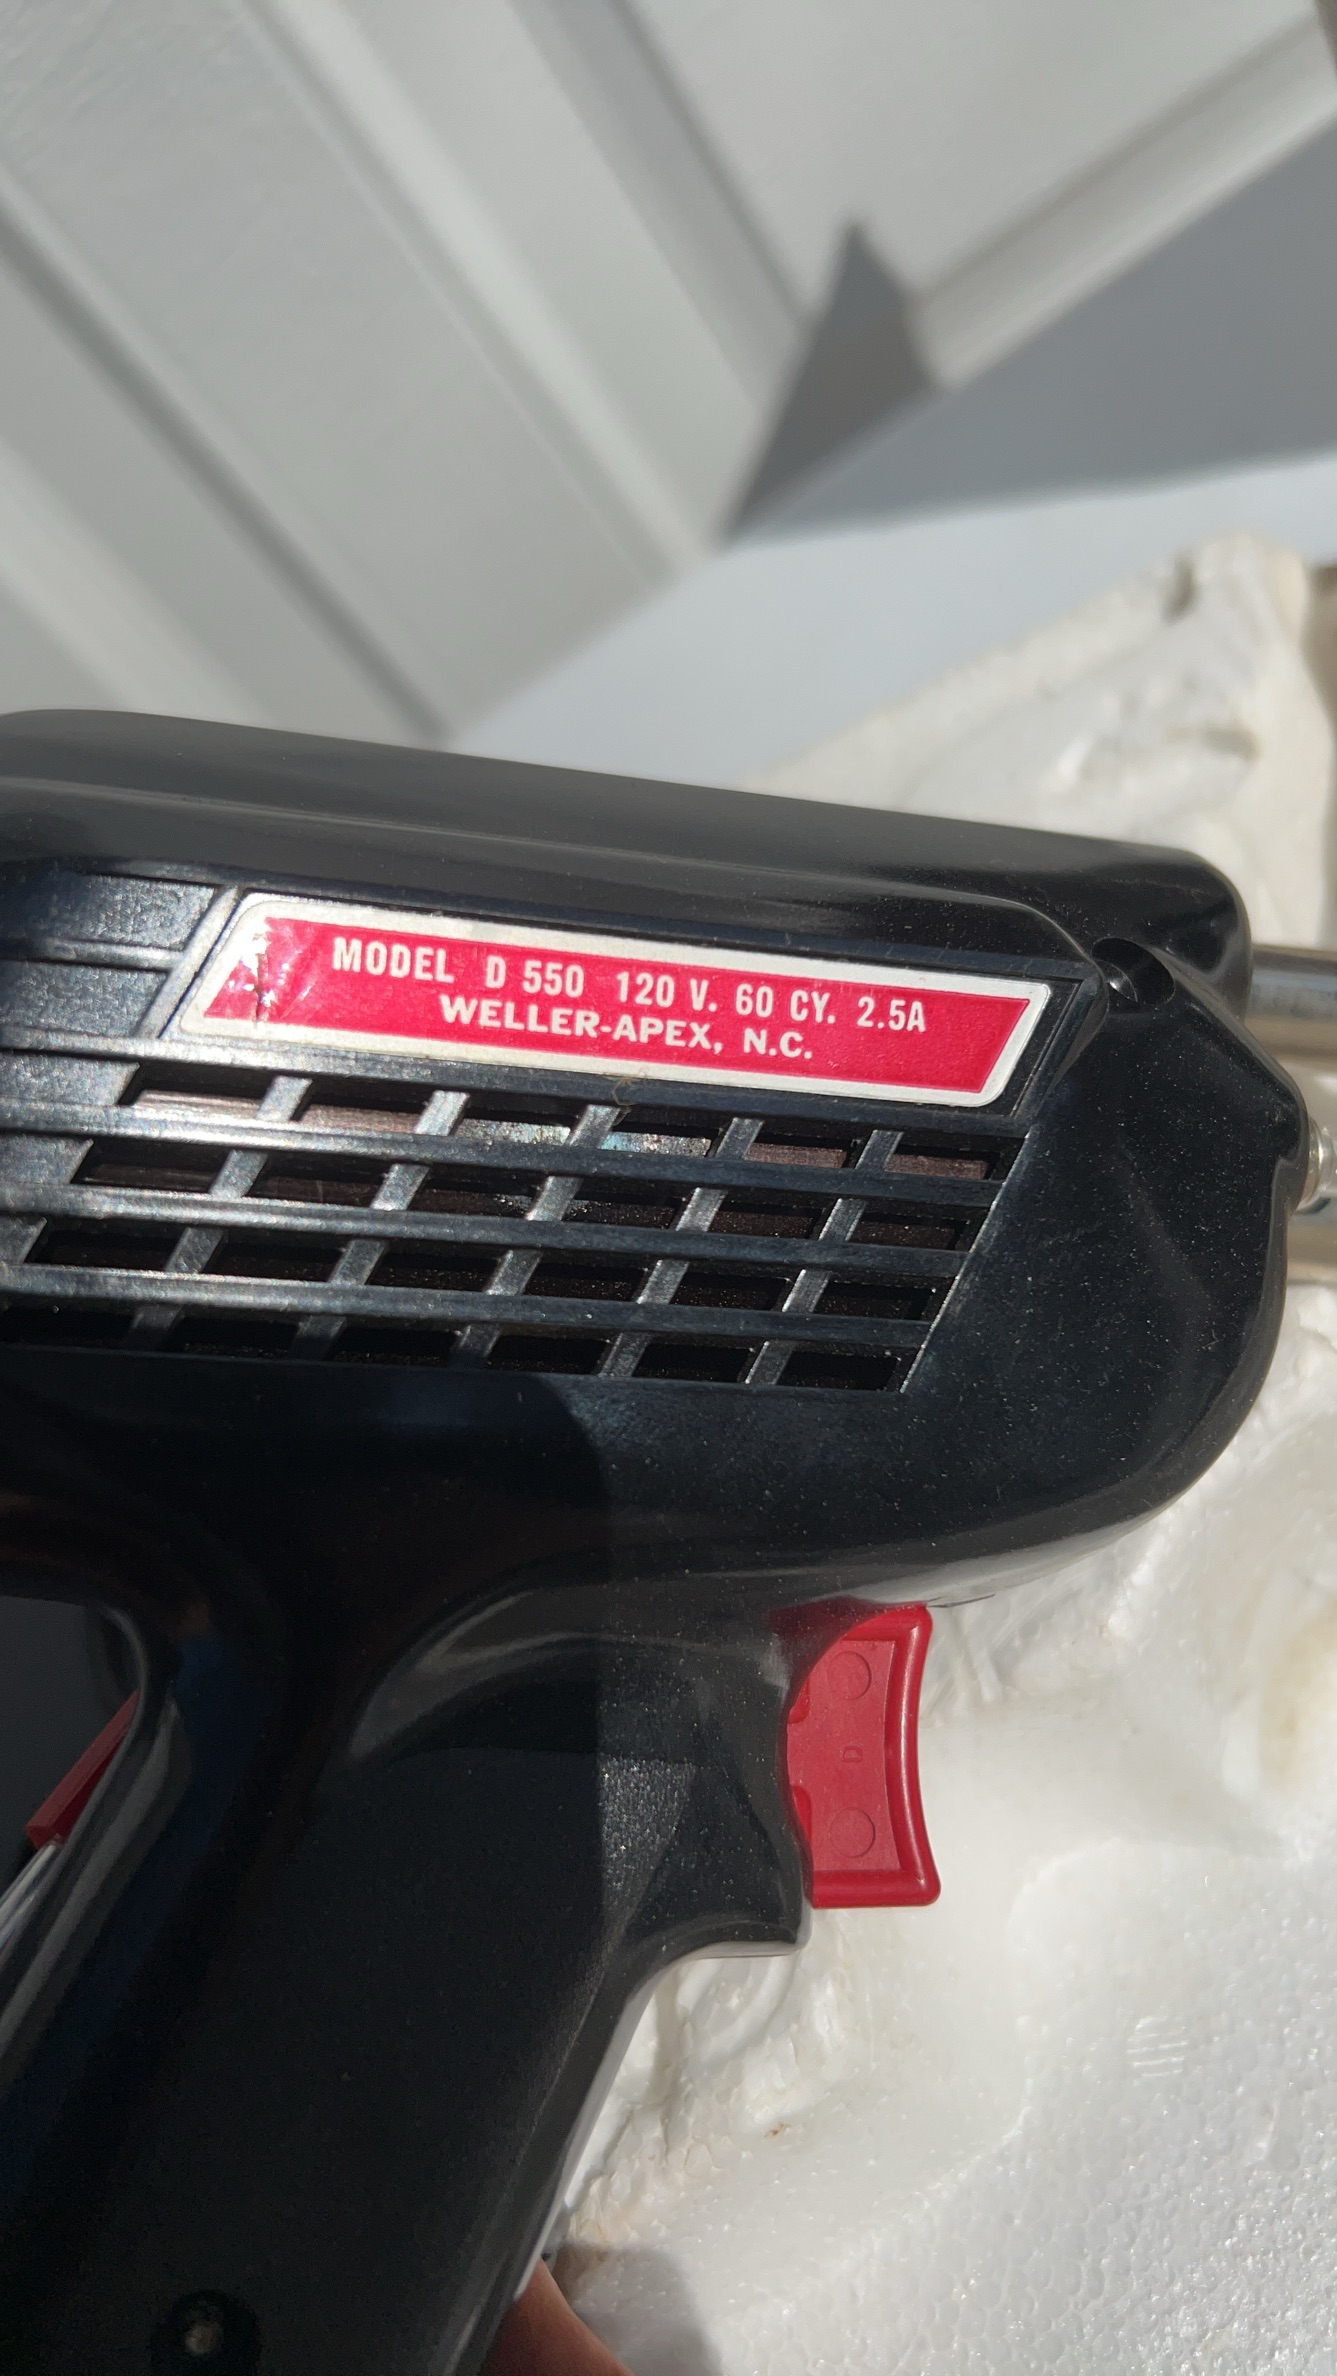 MODEL D 550 120 V. 60 CY. 2.5A
WELLER-APEX, N.C.
D